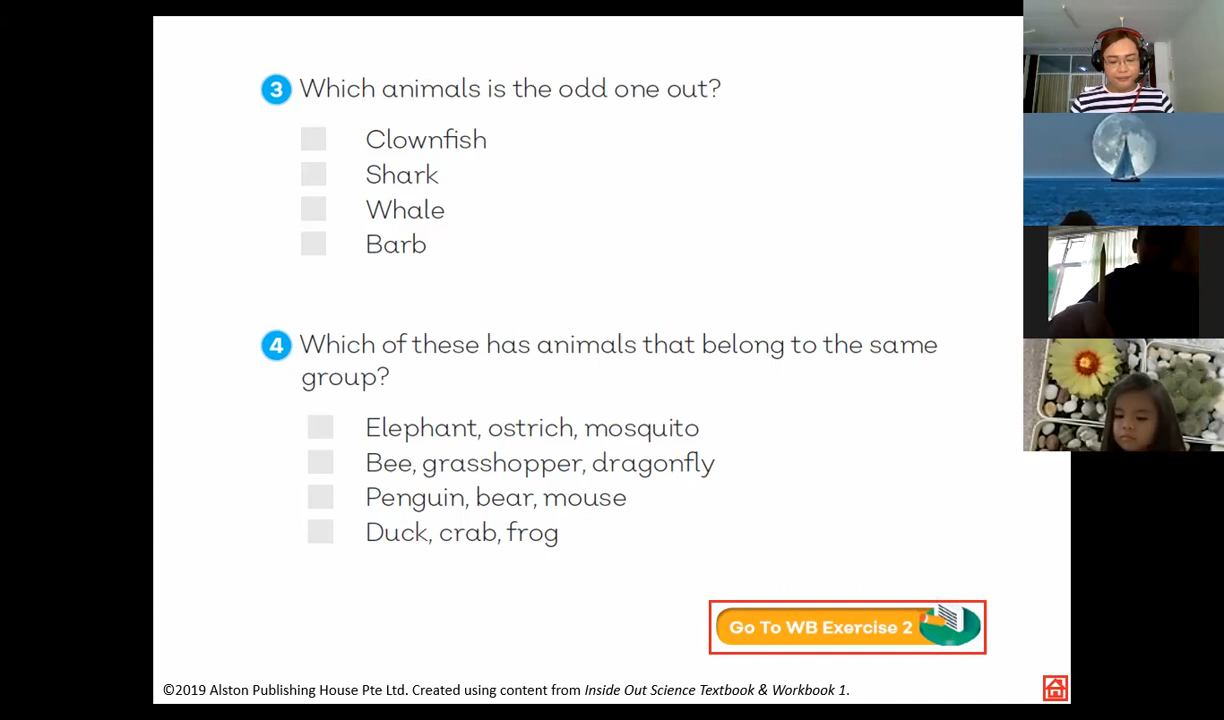 3 Which animals is the odd one out?
Clownfish
Shark
Whale
Barb
4 Which of these has animals that belong to the same
group?
Elephant, ostrich, mosquito
Bee, grasshopper, dragonfly
Penguin, bear, mouse
Duck, crab, frog
Go To WB Exercise 2
©2019 Alston Publishing House Pte Ltd. Created using content from Inside Out Science Textbook & Workbook 1.